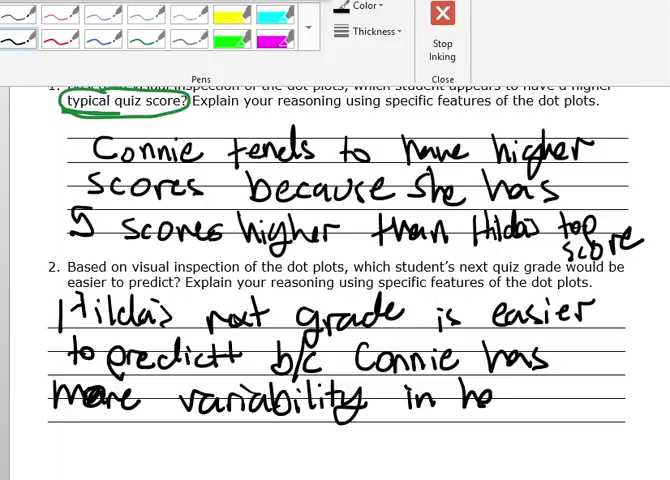 Color
Thickness
Stop
Inking
Pens
Close
typical quiz score? Explain your reasoning using specific features of the dot plots.
Connie tends to have higher
scores because she has
5 scores higher than Hilda's top
score
2. Based on visual inspection of the dot plots, which student's next quiz grade would be
easier to predict? Explain your reasoning using specific features of the dot plots.
Hilda's next grade is easier
to predict b/c Connie has
more variability in he